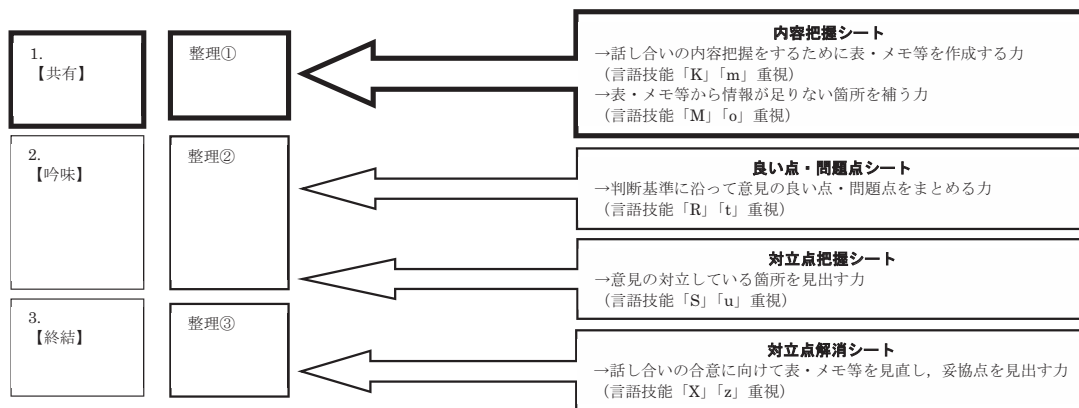 1.
【共有】
整理①
内容把握シート
→話し合いの内容把握をするために表・メモ等を作成する力
(言語技能「K」「m」重視)
→表・メモ等から情報が足りない箇所を補う力
(言語技能「M」「o」重視)
2.
【吟味】
整理②
良い点・問題点シート
→判断基準に沿って意見の良い点・問題点をまとめる力
(言語技能「R」「t」重視)
対立点把握シート
→意見の対立している箇所を見出す力
(言語技能「S」「u」重視)
3.
【終結】
整理③
対立点解消シート
→話し合いの合意に向けて表・メモ等を見直し，妥協点を見出す力
(言語技能「X」「z」重視)